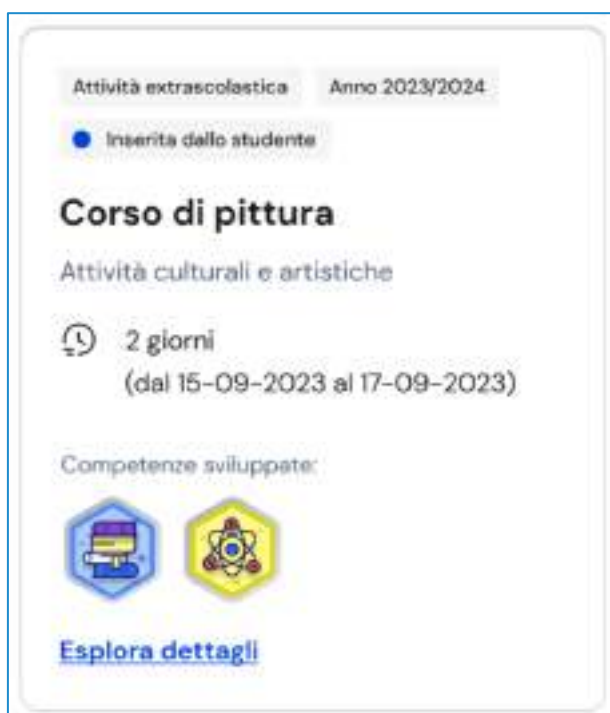 Attività extrascolastica Anno 2023/2024
Inserita dallo studente
Corso di pittura
Attività culturali e artistiche
2 giorni
(dal 15-09-2023 al 17-09-2023)
Competenze sviluppate:
Esplora dettagli